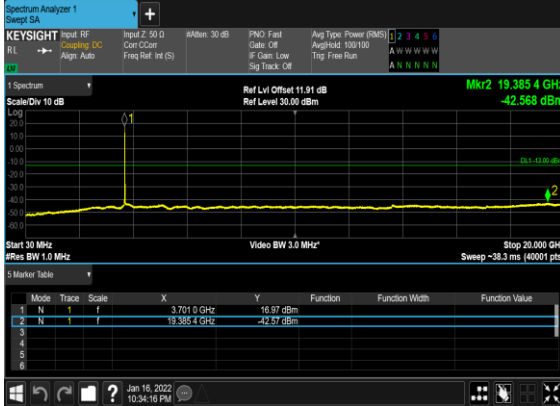 Spectrum Analyzer 1
Swept SA
+
KEYSIGHT
RL
LXI
Input: RF
Coupling: DC
Align: Auto
Input Z: 50 Ω
Corr CCorr
Freq Ref: Int (S)
#Atten: 30 dB
PNO: Fast
Gate: Off
IF Gain: Low
Sig Track: Off
Avg Type: Power (RMS)
Avg|Hold: 100/100
Trig: Free Run
1 2 3 4 5 6
A W W W W W
A N N N N N
1 Spectrum
Scale/Div 10 dB
Ref Lvl Offset 11.91 dB
Ref Level 30.00 dBm
Mkr2 19.385 4 GHz
-42.568 dBm
Log
20.0
10.0
0.00
-10.0
-20.0
-30.0
-40.0
-50.0
-60.0
1
DL1 -13.00 dBm
2
Start 30 MHz
#Res BW 1.0 MHz
Video BW 3.0 MHz*
Stop 20.000 GHz
Sweep ~38.3 ms (40001 pts)
5 Marker Table
Mode Trace Scale X Y Function Function Width Function Value
1 N 1 f 3.701 0 GHz 16.97 dBm
2 N 1 f 19.385 4 GHz -42.57 dBm
3
4
5
6
?
Jan 16, 2022
10:34:16 PM